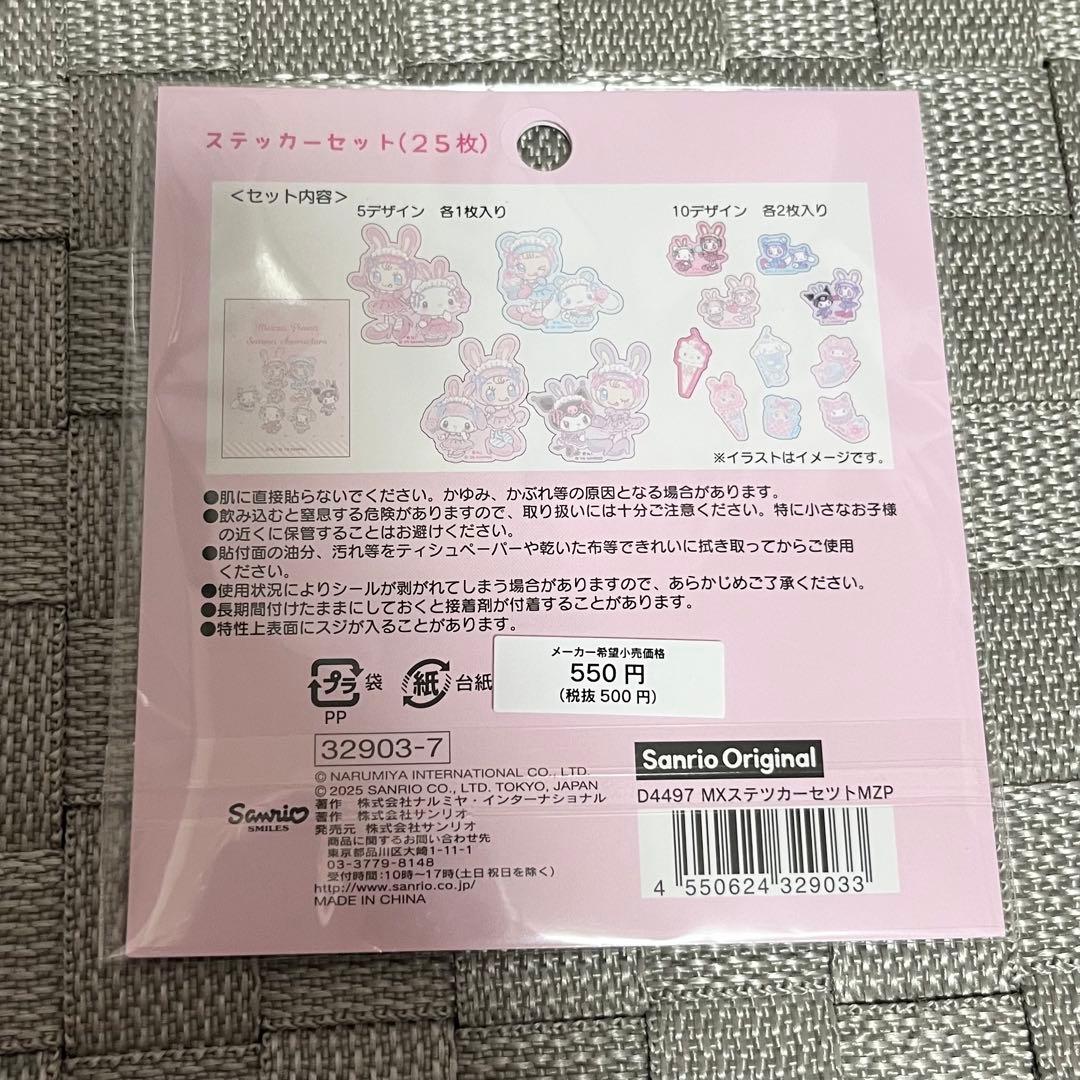 ステッカーセット(25枚)
＜セット内容＞
5デザイン 各1枚入り
10デザイン 各2枚入り
Mezzo Piano
Sanrio characters
※イラストはイメージです。
●肌に直接貼らないでください。かゆみ、かぶれ等の原因となる場合があります。
●飲み込むと窒息する危険がありますので、取り扱いには十分ご注意ください。特に小さなお子様
の近くに保管することはお避けください。
●貼付面の油分、汚れ等をティシュペーパーや乾いた布等できれいに拭き取ってからご使用
ください。
●使用状況によりシールが剥がれてしまう場合がありますので、あらかじめご了承ください。
●長期間付けたままにしておくと接着剤が付着することがあります。
●特性上表面にスジが入ることがあります。
プラ 袋
PP
紙 台紙
メーカー希望小売価格
550円
(税抜500円)
32903-7
© NARUMIYA INTERNATIONAL CO., LTD.
© 2025 SANRIO CO., LTD. TOKYO, JAPAN
著作 株式会社ナルミヤ・インターナショナル
著作 株式会社サンリオ
発売元 株式会社サンリオ
商品に関するお問い合わせ先
東京都品川区大崎1-11-1
03-3779-8148
受付時間:10時～17時(土日祝日を除く)
http://www.sanrio.co.jp/
MADE IN CHINA
Sanrio
SMILES
Sanrio Original
D4497 MXステツカーセツトMZP
4 550624 329033